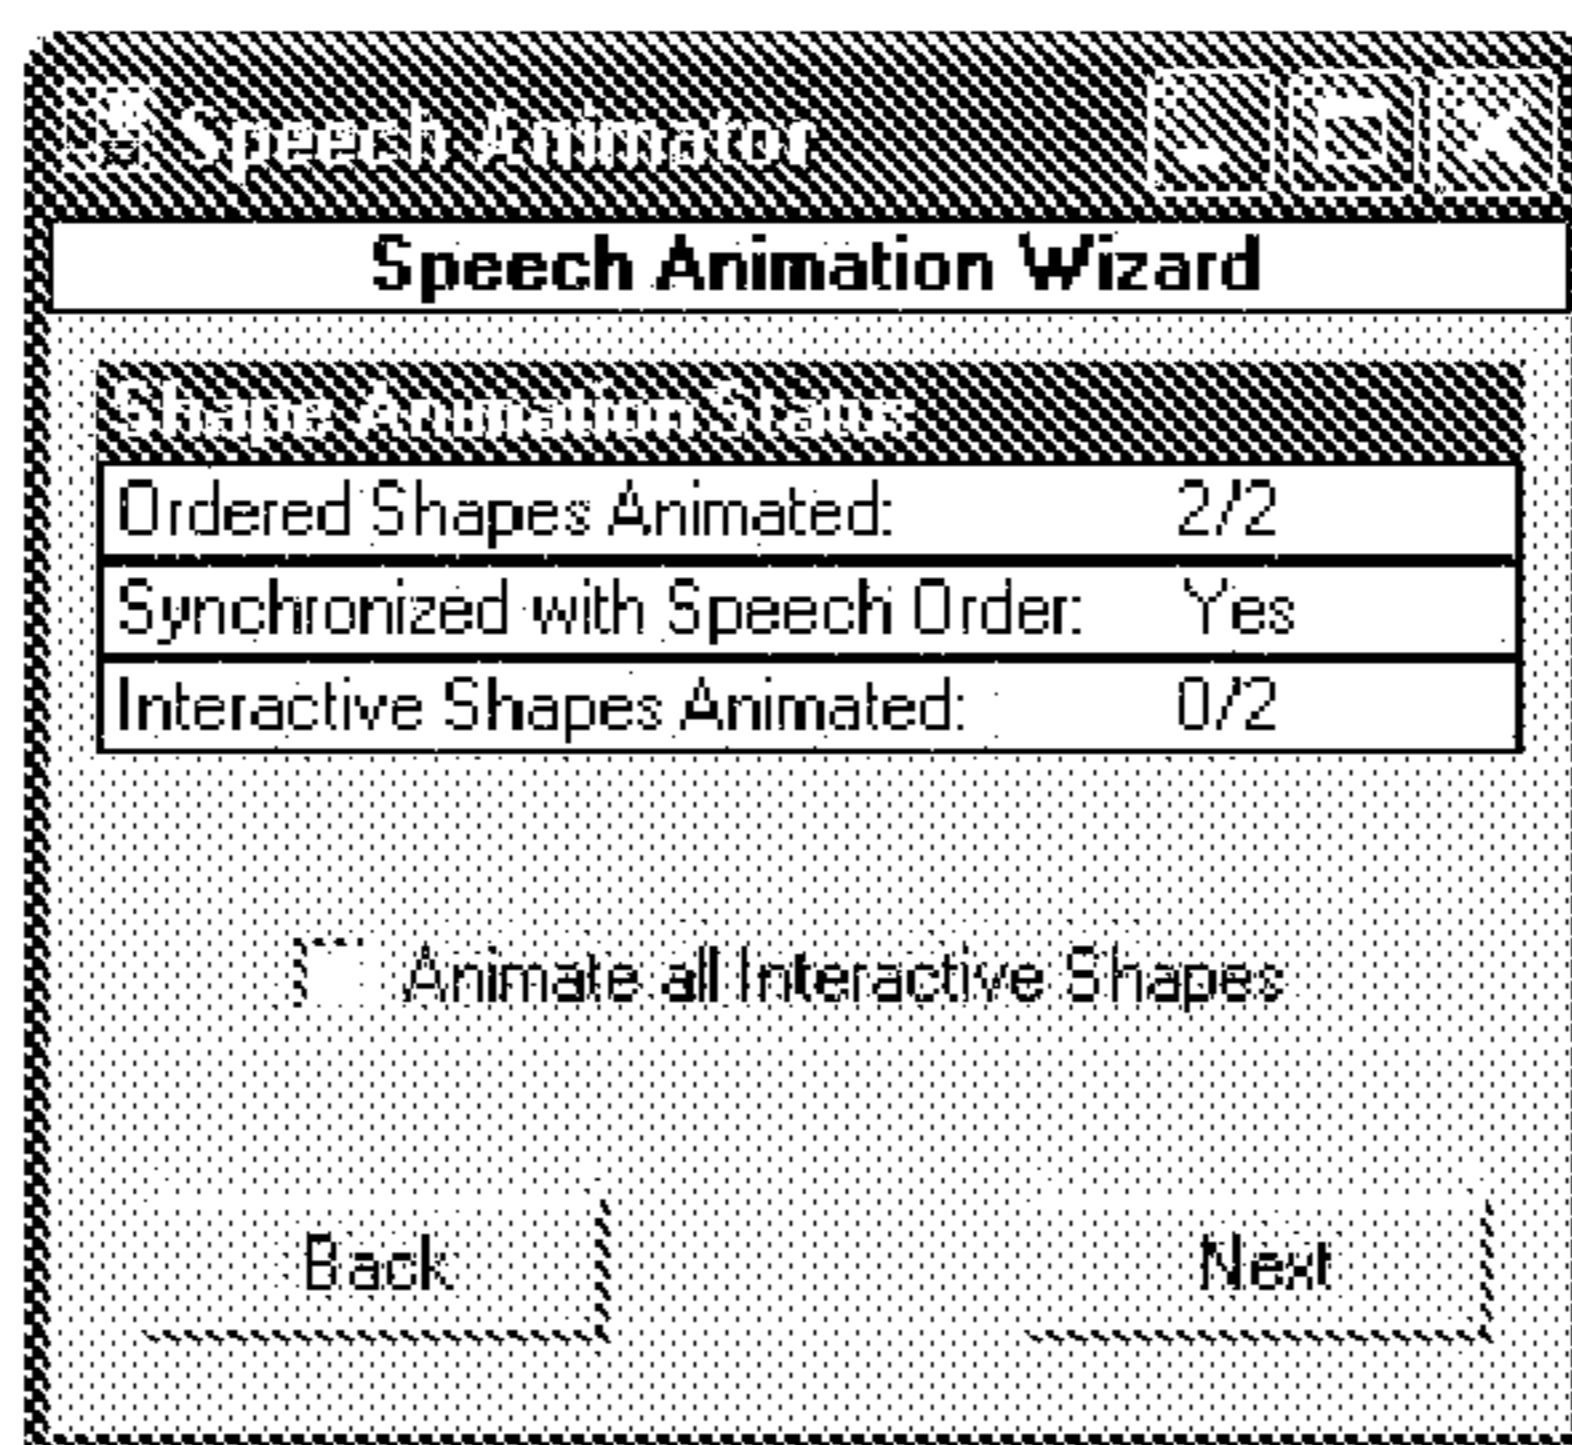 Speech Animator
Speech Animation Wizard
Shape Animation Status
Ordered Shapes Animated: 2/2
Synchronized with Speech Order: Yes
Interactive Shapes Animated: 0/2
Animate all Interactive Shapes
Back Next